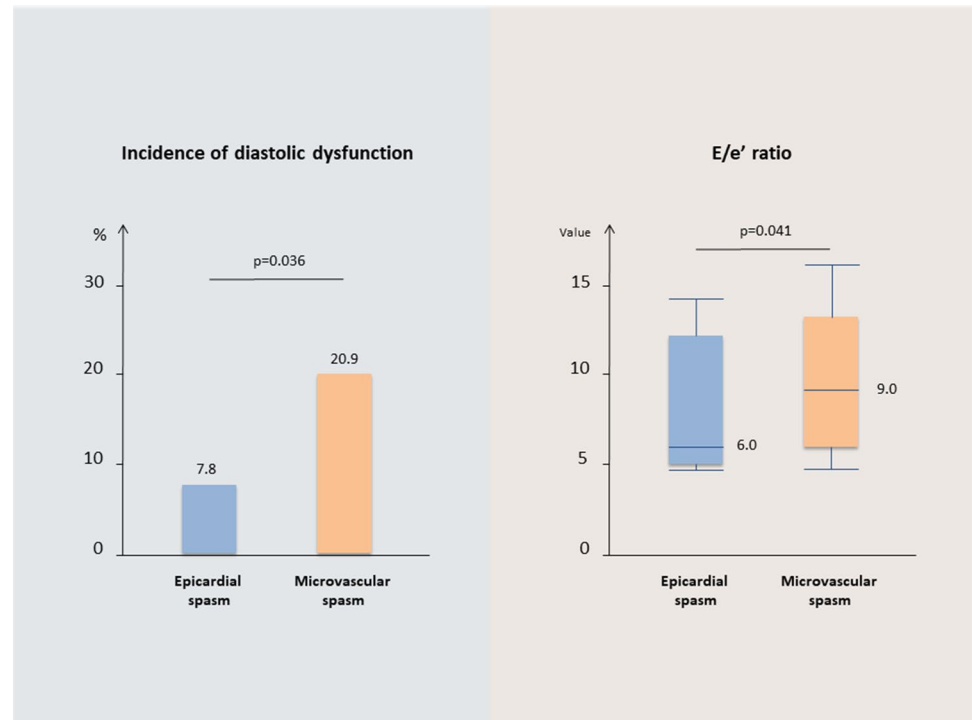 Incidence of diastolic dysfunction
%
p=0.036
30
20
10
0
20.9
7.8
Epicardial
spasm
Microvascular
spasm
E/e’ ratio
Value
p=0.041
15
10
5
0
6.0
9.0
Epicardial
spasm
Microvascular
spasm